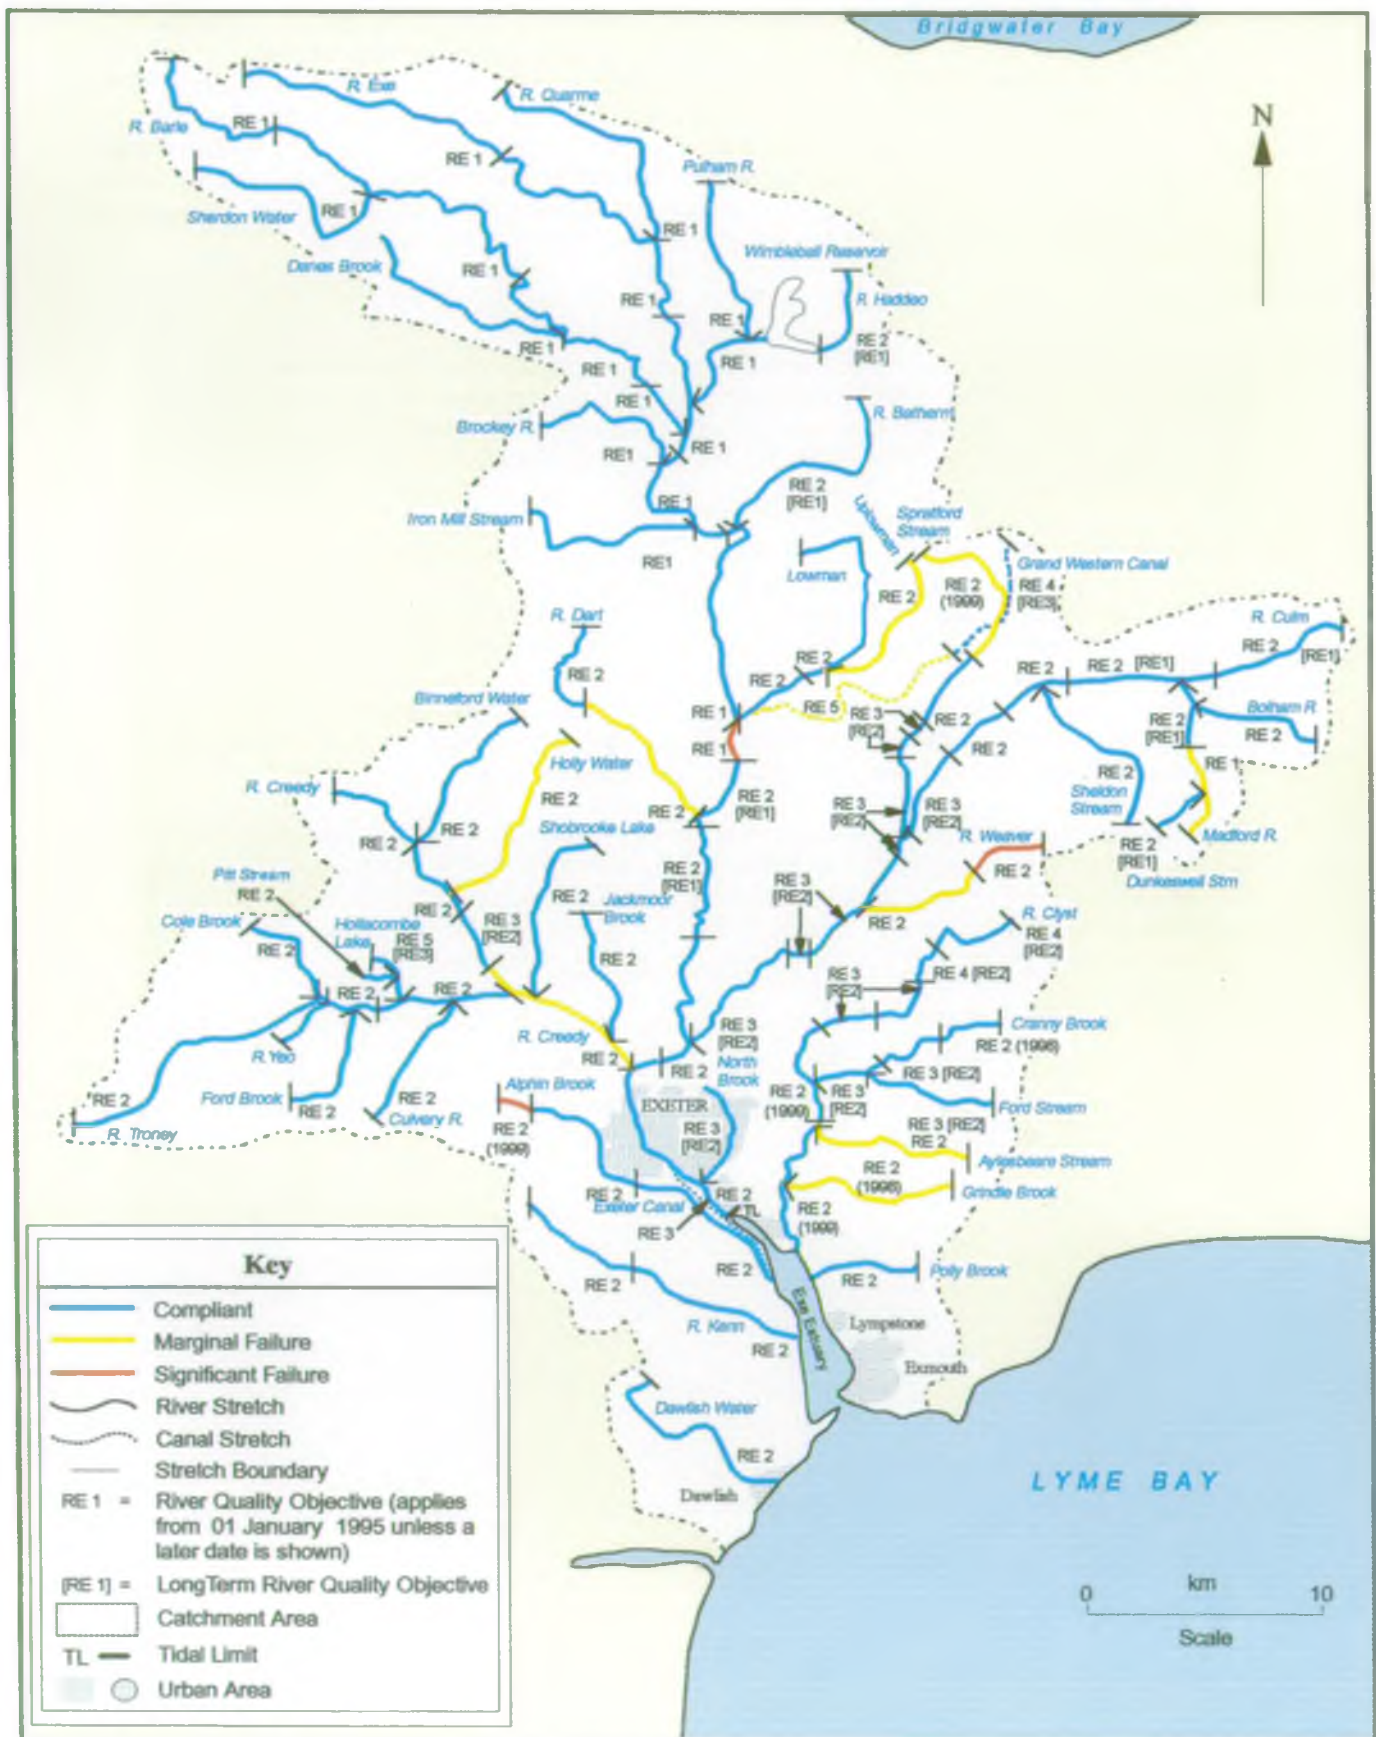 Bridgwater Bay
N
R. Exe
R. Quarme
R. Barle
RE 1
RE 1
Pulham R.
Sherdon Water
RE 1
RE 1
Wimbleball Reservoir
Danes Brook
RE 1
RE 1
R. Haddeo
RE 1
RE 2
[RE1]
RE 1
RE 1
RE 1
RE 1
R. Batherm
Brockey R.
RE1
RE 1
RE 2
[RE1]
RE 1
Iron Mill Stream
RE1
Uplowman
Spratford
Stream
Lowman
Grand Western Canal
RE 2
RE 2
(1999)
RE 4
[RE3]
R. Dart
R. Culm
RE 2
RE 2
RE 2
RE 2
RE 2
[RE1]
RE 2
[RE1]
Binneford Water
RE 5
RE 1
RE 3
[RE2]
RE 2
Bolham R
RE 2
RE 2
[RE1]
RE 1
RE 2
Holly Water
RE 1
RE 2
Sheldon
Stream
R. Creedy
RE 2
RE 2
RE 2
[RE1]
RE 3
[RE2]
RE 3
[RE2]
RE 2
RE 2
Shobrooke Lake
R. Weaver
Madford R.
RE 2
[RE1]
Dunkeswell Stm
RE 2
Pitt Stream
RE 2
RE 2
[RE1]
RE 3
[RE2]
RE 2
Jackmoor
Brook
Cole Brook
Hollacombe
Lake
RE 2
RE 3
[RE2]
RE 2
R. Clyst
RE 4
[RE2]
RE 2
RE 5
[RE3]
RE 2
RE 3
[RE2]
RE 4 [RE2]
RE 2
RE 2
R. Creedy
RE 3
[RE2]
Cranny Brook
RE 2 (1998)
R. Yeo
RE 2
RE 2
North
Brook
RE 3 [RE2]
RE 2
Ford Brook
RE 2
RE 2
Culvery R.
Alphin Brook
EXETER
RE 2
(1999)
RE 3
[RE2]
Ford Stream
R. Troney
RE 2
(1999)
RE 3
[RE2]
RE 3 [RE2]
RE 2
Aylesbeare Stream
RE 2
(1998)
Grindle Brook
RE 2
Exeter Canal
RE 2
TL
RE 2
(1999)
RE 3
RE 2
RE 2
RE 2
Polly Brook
Exe Estuary
R. Kenn
RE 2
Lympstone
Exmouth
Dawlish Water
RE 2
Dawlish
LYME BAY
km
0 10
Scale
Key
Compliant
Marginal Failure
Significant Failure
River Stretch
Canal Stretch
Stretch Boundary
RE 1 = River Quality Objective (applies
from 01 January 1995 unless a
later date is shown)
[RE 1] = LongTerm River Quality Objective
Catchment Area
TL Tidal Limit
Urban Area